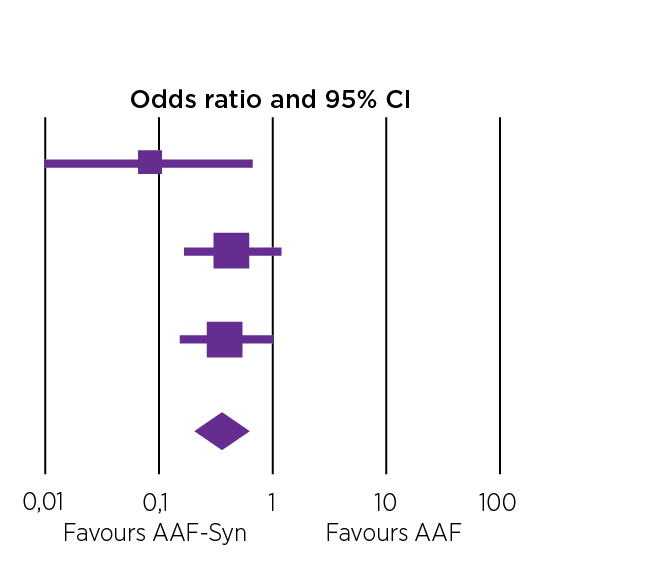 Odds ratio and 95% CI
0,01 0,1 1 10 100
Favours AAF-Syn Favours AAF